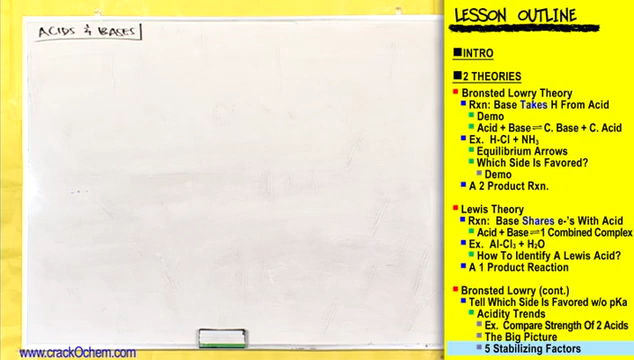 ACIDS & BASES
LESSON OUTLINE
INTRO
2 THEORIES
Bronsted Lowry Theory
Rxn: Base Takes H From Acid
Demo
Acid + Base ⇌ C. Base + C. Acid
Ex. H-Cl + NH₃
Equilibrium Arrows
Which Side Is Favored?
Demo
A 2 Product Rxn.
Lewis Theory
Rxn: Base Shares e-'s With Acid
Acid + Base ⇌ 1 Combined Complex
Ex. Al-Cl₃ + H₂O
How To Identify A Lewis Acid?
A 1 Product Reaction
Bronsted Lowry (cont.)
Tell Which Side Is Favored w/o pKa
Acidity Trends
Ex. Compare Strength Of 2 Acids
The Big Picture
5 Stabilizing Factors
www.crackOchem.com